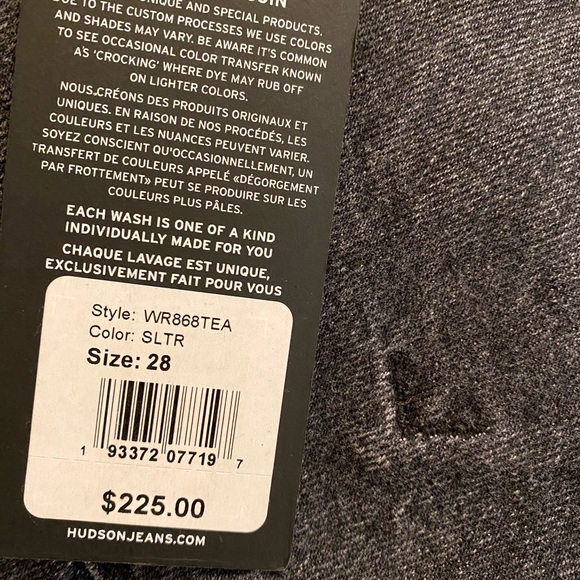 UNIQUE AND SPECIAL PRODUCTS.
DUE TO THE CUSTOM PROCESSES WE USE COLORS
AND SHADES MAY VARY. BE AWARE IT'S COMMON
TO SEE OCCASIONAL COLOR TRANSFER KNOWN
AS 'CROCKING' WHERE DYE MAY RUB OFF
ON LIGHTER COLORS.
NOUS CRÉONS DES PRODUITS ORIGINAUX ET
UNIQUES. EN RAISON DE NOS PROCÉDÉS, LES
COULEURS ET LES NUANCES PEUVENT VARIER.
SOYEZ CONSCIENT QU'OCCASIONNELLEMENT, UN
TRANSFERT DE COULEURS APPELÉ «DÉGORGEMENT
PAR FROTTEMENT» PEUT SE PRODUIRE SUR LES
COULEURS PLUS PÂLES.
EACH WASH IS ONE OF A KIND
INDIVIDUALLY MADE FOR YOU
CHAQUE LAVAGE EST UNIQUE,
EXCLUSIVEMENT FAIT POUR VOUS
Style: WR868TEA
Color: SLTR
Size: 28
1 93372 07719 7
$225.00
HUDSONJEANS.COM